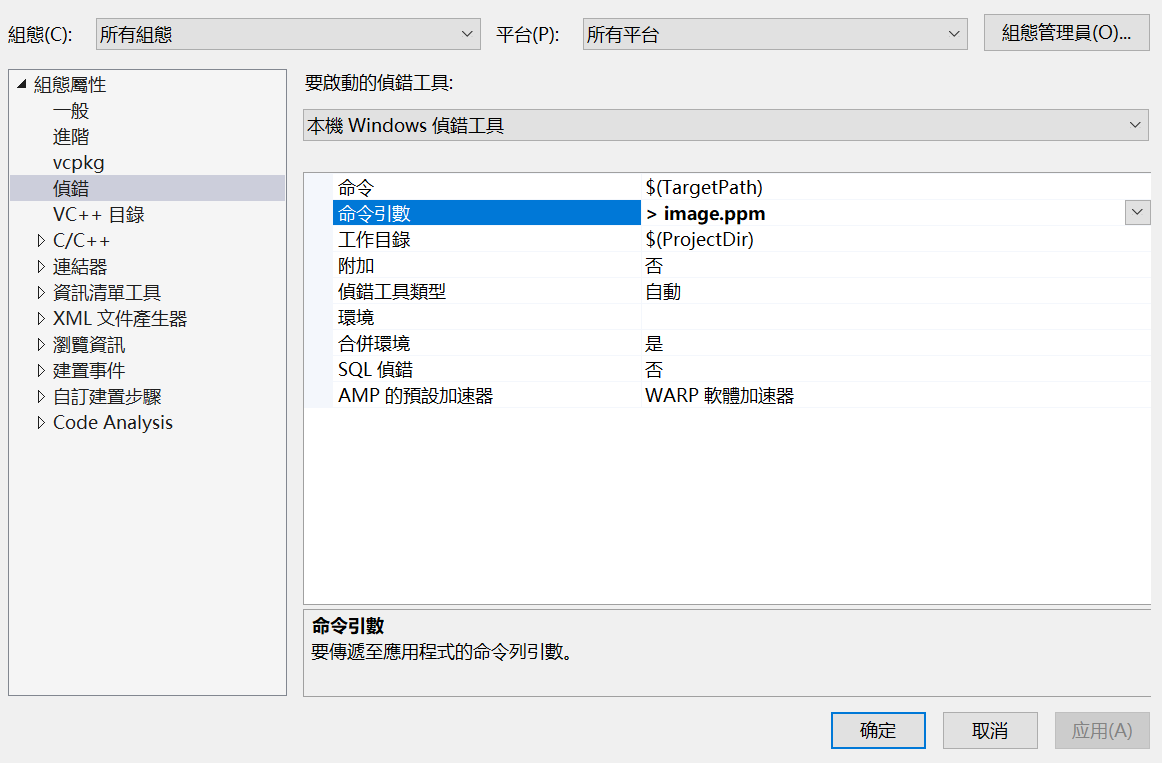 組態(C): 所有組態 平台(P): 所有平台 組態管理員(O)...
組態屬性
一般
進階
vcpkg
偵錯
VC++ 目錄
C/C++
連結器
資訊清單工具
XML 文件產生器
瀏覽資訊
建置事件
自訂建置步驟
Code Analysis
要啟動的偵錯工具:
本機 Windows 偵錯工具
命令 $(TargetPath)
命令引數 > image.ppm
工作目錄 $(ProjectDir)
附加 否
偵錯工具類型 自動
環境
合併環境 是
SQL 偵錯 否
AMP 的預設加速器 WARP 軟體加速器
命令引數
要傳遞至應用程式的命令列引數。
确定 取消 应用(A)